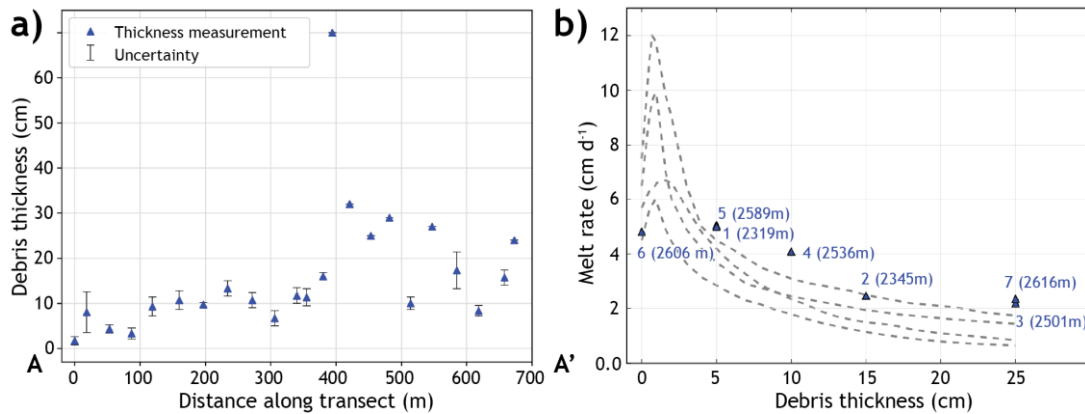 a)
Thickness measurement
Uncertainty
Debris thickness (cm)
60
50
40
30
20
10
0
A
0 100 200 300 400 500 600 700
Distance along transect (m)
A'
b)
Melt rate (cm d⁻¹)
12
10
8
6
4
2
0.0
5 (2589m)
1 (2319m)
6 (2606 m)
4 (2536m)
2 (2345m)
7 (2616m)
3 (2501m)
0 5 10 15 20 25
Debris thickness (cm)